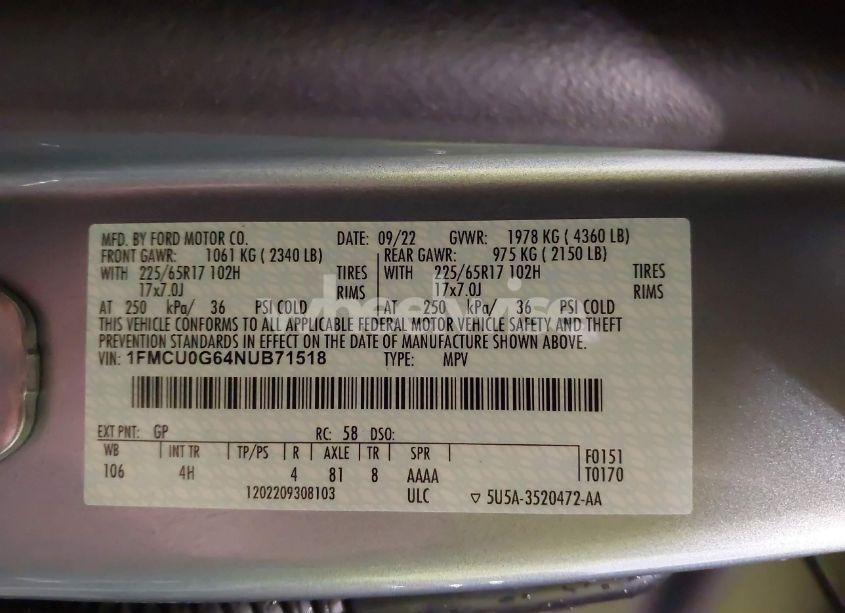 MFD. BY FORD MOTOR CO. DATE: 09/22 GVWR: 1978 KG ( 4360 LB)
FRONT GAWR: 1061 KG ( 2340 LB) REAR GAWR: 975 KG ( 2150 LB)
WITH 225/65R17 102H TIRES WITH 225/65R17 102H TIRES
17x7.0J RIMS 17x7.0J RIMS
AT 250 kPa/ 36 PSI COLD AT 250 kPa/ 36 PSI COLD
THIS VEHICLE CONFORMS TO ALL APPLICABLE FEDERAL MOTOR VEHICLE SAFETY AND THEFT
PREVENTION STANDARDS IN EFFECT ON THE DATE OF MANUFACTURE SHOWN ABOVE.
VIN: 1FMCU0G64NUB71518 TYPE: MPV
EXT PNT: GP RC: 58 DSO:
WB INT TR TP/PS R AXLE TR SPR F0151
106 4H 4 81 8 AAAA T0170
1202209308103 ULC ▽ 5U5A-3520472-AA
wheelwise